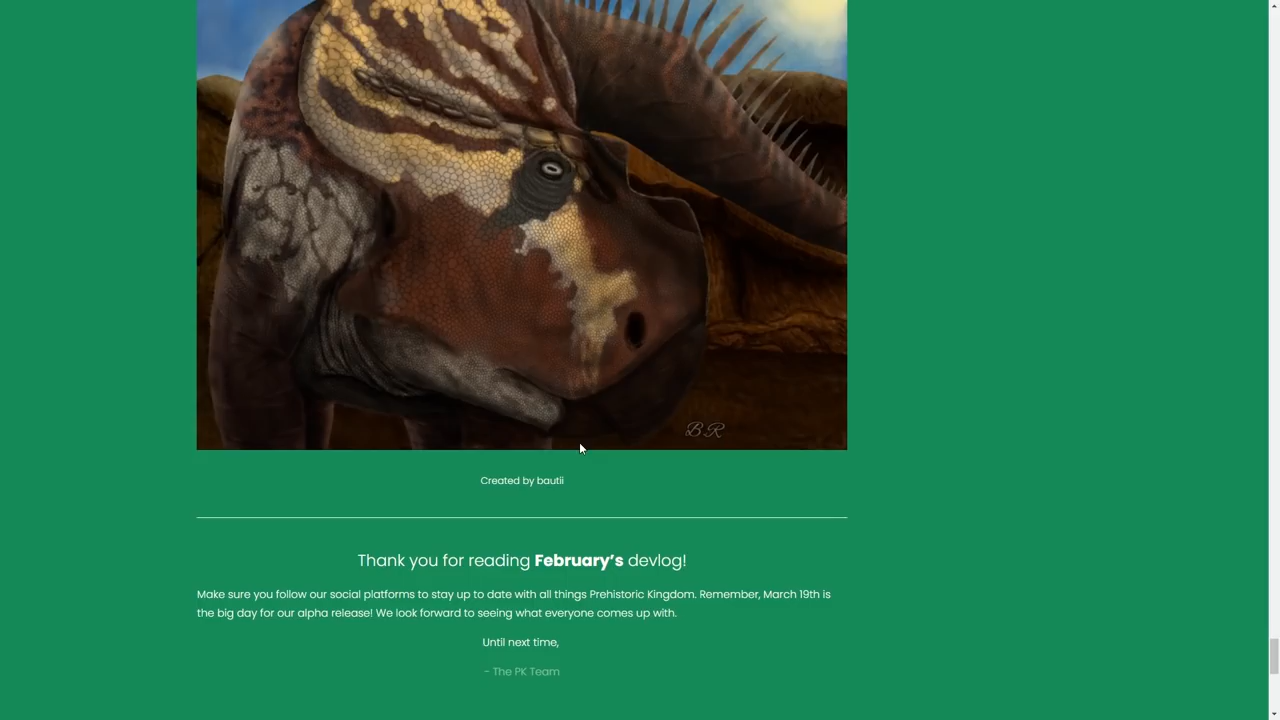 BR
Created by bautii
Thank you for reading February's devlog!
Make sure you follow our social platforms to stay up to date with all things Prehistoric Kingdom. Remember, March 19th is
the big day for our alpha release! We look forward to seeing what everyone comes up with.
Until next time,
- The PK Team